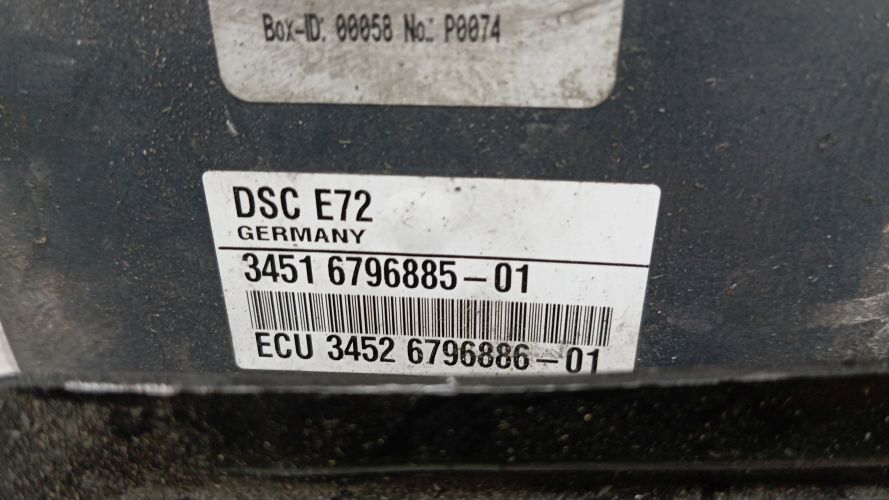 Box-ID: 00058 No.: P0074
DSC E72
GERMANY
3451 6796885-01
ECU 3452 6796886-01